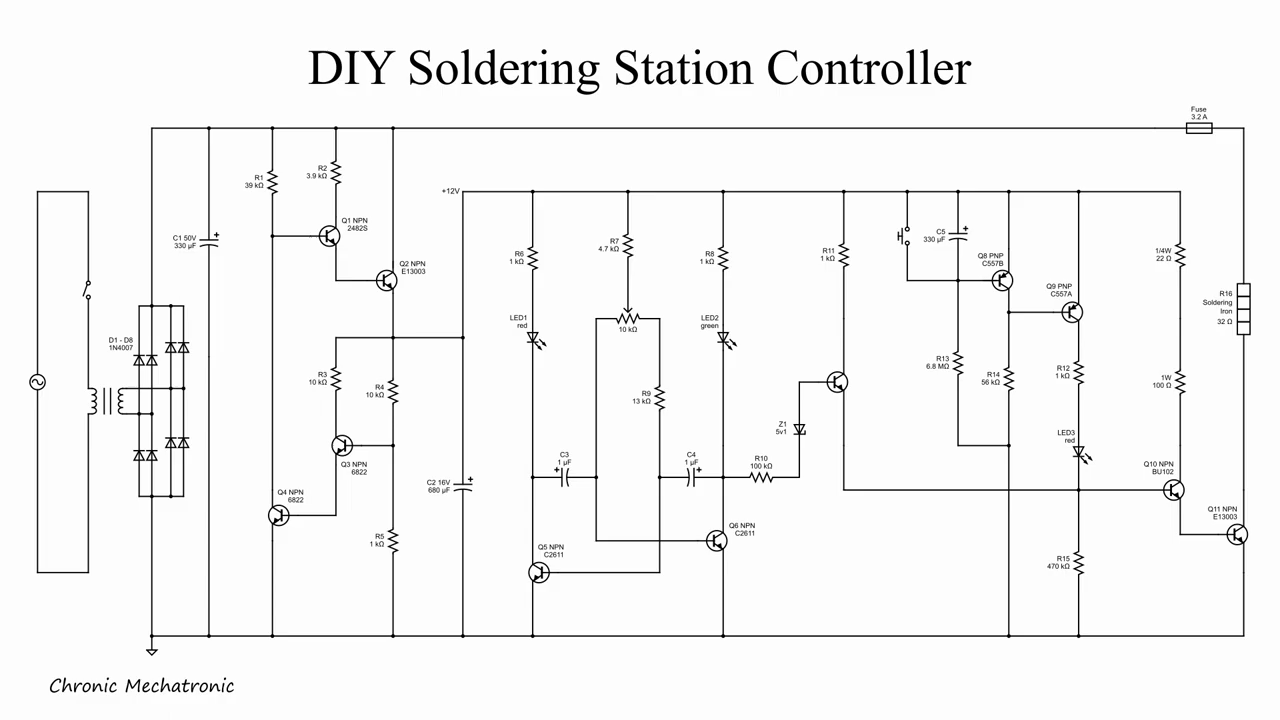 DIY Soldering Station Controller
Fuse
3.2 A
R1
39 kΩ
R2
3.9 kΩ
C1 50V
330 µF
+
Q1 NPN
2482S
Q2 NPN
E13003
+12V
D1 - D8
1N4007
R3
10 kΩ
R4
10 kΩ
Q3 NPN
6822
Q4 NPN
6822
R5
1 kΩ
C2 16V
680 µF
+
R6
1 kΩ
LED1
red
R7
4.7 kΩ
10 kΩ
R8
1 kΩ
LED2
green
R9
13 kΩ
C3
1 µF
+
C4
1 µF
+
R10
100 kΩ
Z1
5v1
Q5 NPN
C2611
Q6 NPN
C2611
R11
1 kΩ
C5
330 µF
+
Q8 PNP
C557B
Q9 PNP
C557A
R13
6.8 MΩ
R14
56 kΩ
R12
1 kΩ
LED3
red
R15
470 kΩ
1/4W
22 Ω
1W
100 Ω
Q10 NPN
BU102
Q11 NPN
E13003
R16
Soldering
Iron
32 Ω
Chronic Mechatronic